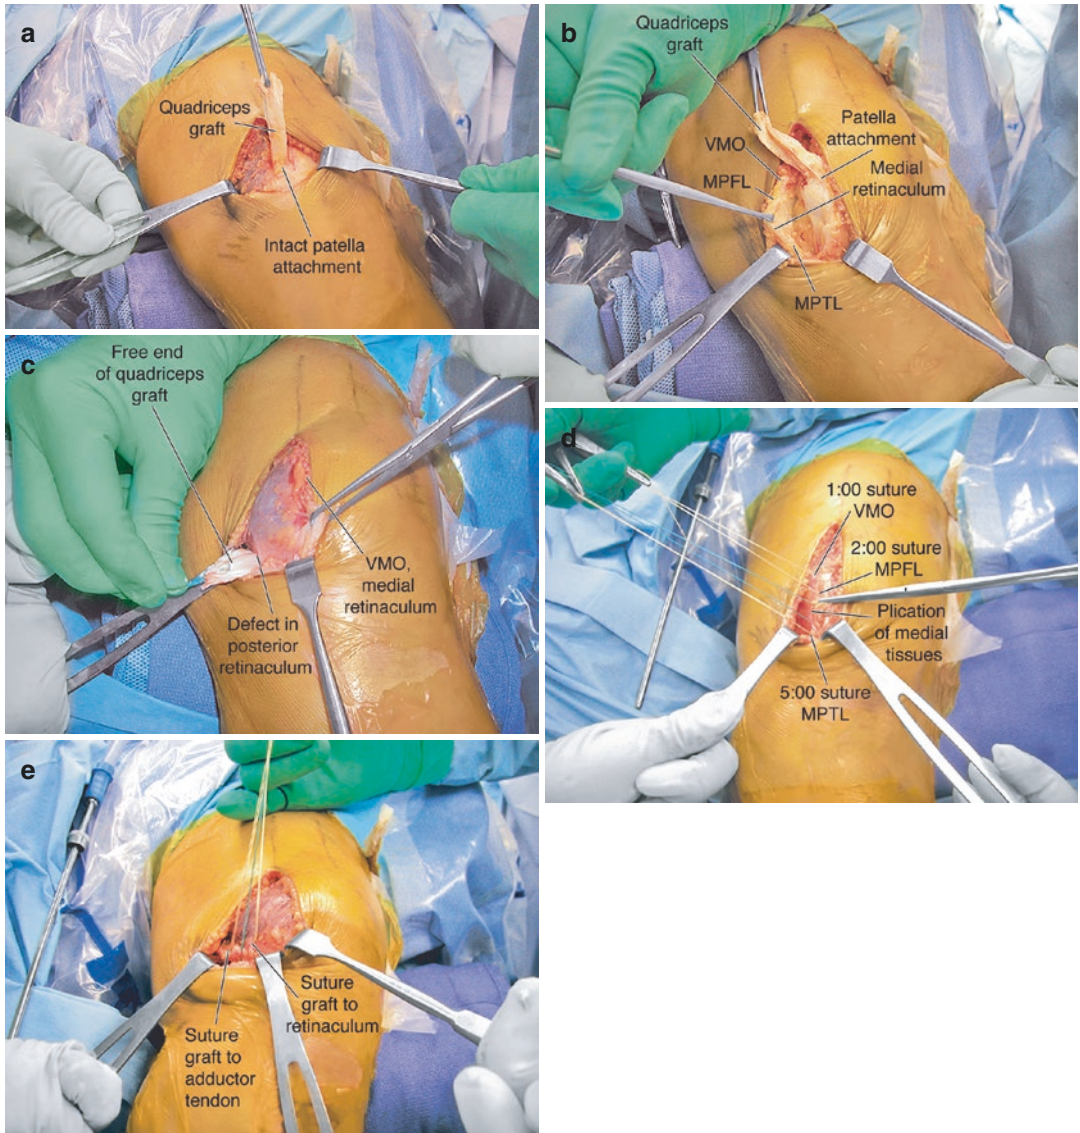 a
Quadriceps
graft
Intact patella
attachment
b
Quadriceps
graft
Patella
attachment
VMO
Medial
retinaculum
MPFL
MPTL
c
Free end
of quadriceps
graft
VMO,
medial
retinaculum
Defect in
posterior
retinaculum
d
1:00 suture
VMO
2:00 suture
MPFL
Plication
of medial
tissues
5:00 suture
MPTL
e
Suture
graft to
retinaculum
Suture
graft to
adductor
tendon